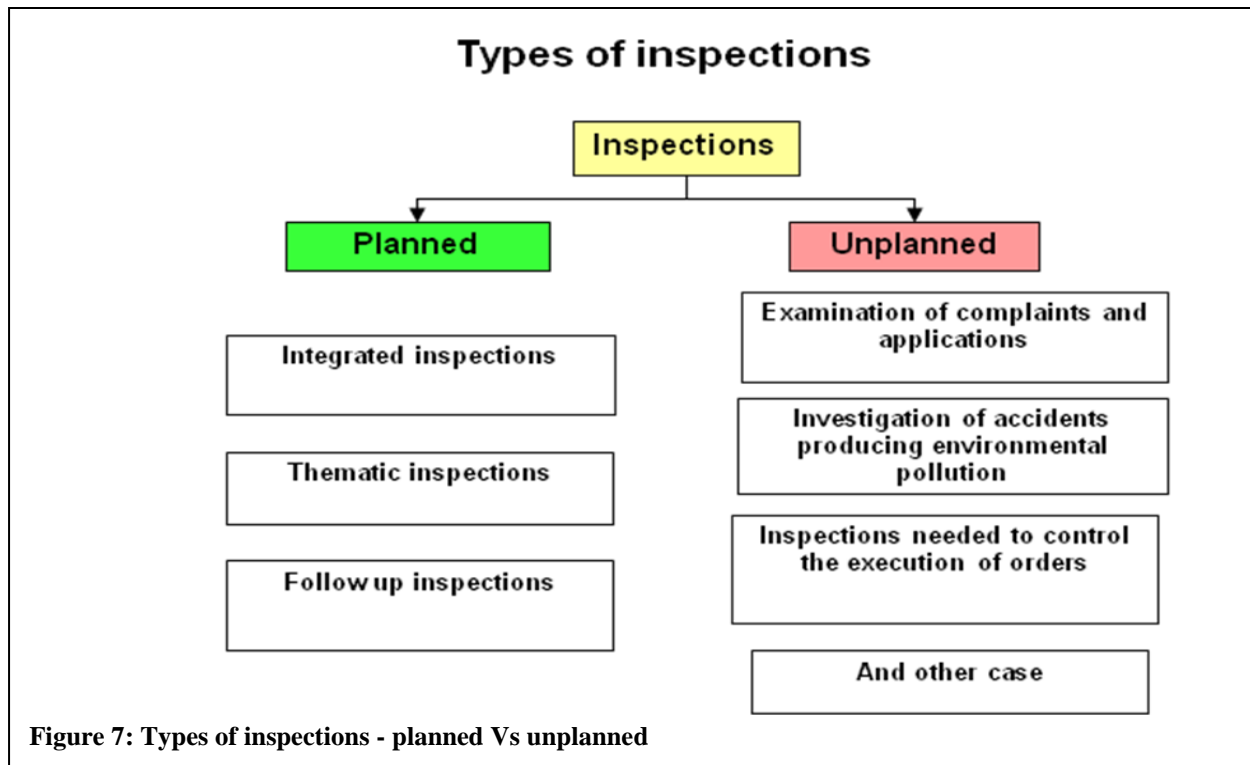 Types of inspections
Inspections
Planned
Unplanned
Integrated inspections
Thematic inspections
Follow up inspections
Examination of complaints and
applications
Investigation of accidents
producing environmental
pollution
Inspections needed to control
the execution of orders
And other case
Figure 7: Types of inspections - planned Vs unplanned